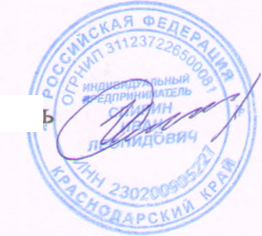 РОССИЙСКАЯ ФЕДЕРАЦИЯ
ОГРНИП 311237226500081
ИНДИВИДУАЛЬНЫЙ
ПРЕДПРИНИМАТЕЛЬ
ЛЕОНИДОВИЧ
ИНН 230200905227
КРАСНОДАРСКИЙ КРАЙ
Ь